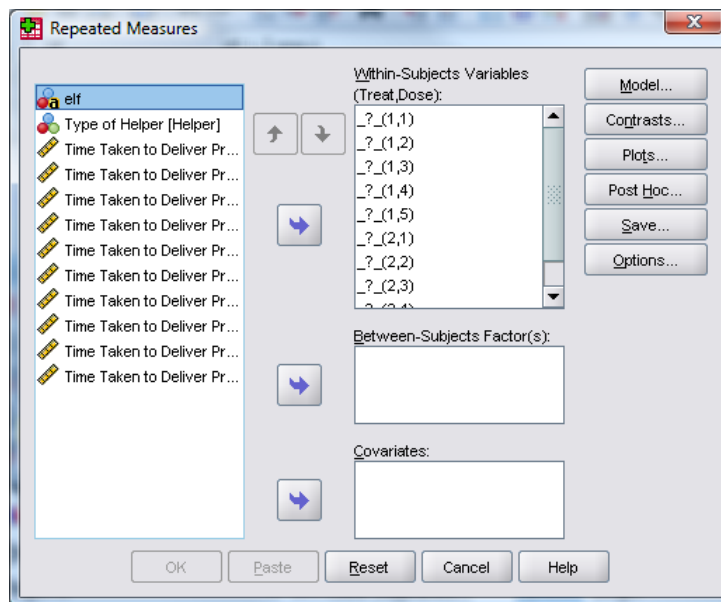 Repeated Measures
elf
Type of Helper [Helper]
Time Taken to Deliver Pr...
Time Taken to Deliver Pr...
Time Taken to Deliver Pr...
Time Taken to Deliver Pr...
Time Taken to Deliver Pr...
Time Taken to Deliver Pr...
Time Taken to Deliver Pr...
Time Taken to Deliver Pr...
Time Taken to Deliver Pr...
Time Taken to Deliver Pr...
Within-Subjects Variables
(Treat,Dose):
_?_(1,1)
_?_(1,2)
_?_(1,3)
_?_(1,4)
_?_(1,5)
_?_(2,1)
_?_(2,2)
_?_(2,3)
Between-Subjects Factor(s):
Covariates:
Model...
Contrasts...
Plots...
Post Hoc...
Save...
Options...
OK
Paste
Reset
Cancel
Help